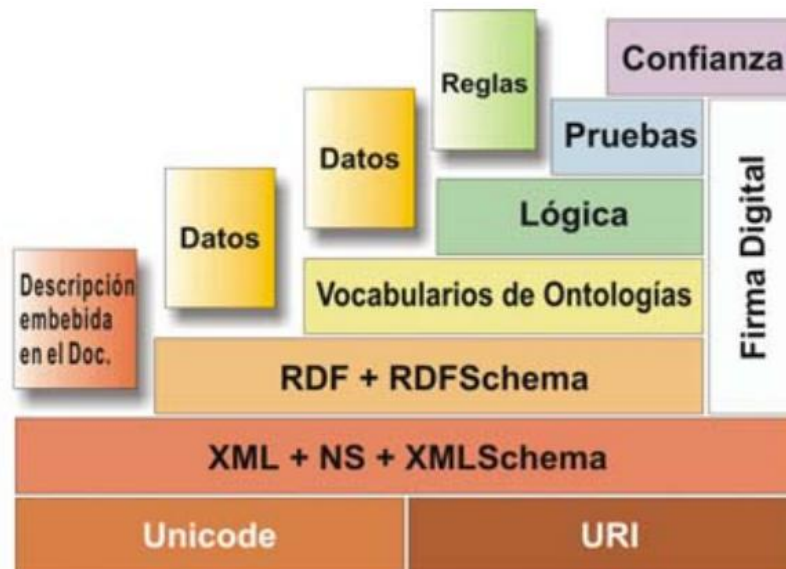 Confianza
Reglas
Pruebas
Datos
Lógica
Datos
Firma Digital
Vocabularios de Ontologías
Descripción
embebida
en el Doc.
RDF + RDFSchema
XML + NS + XMLSchema
Unicode
URI